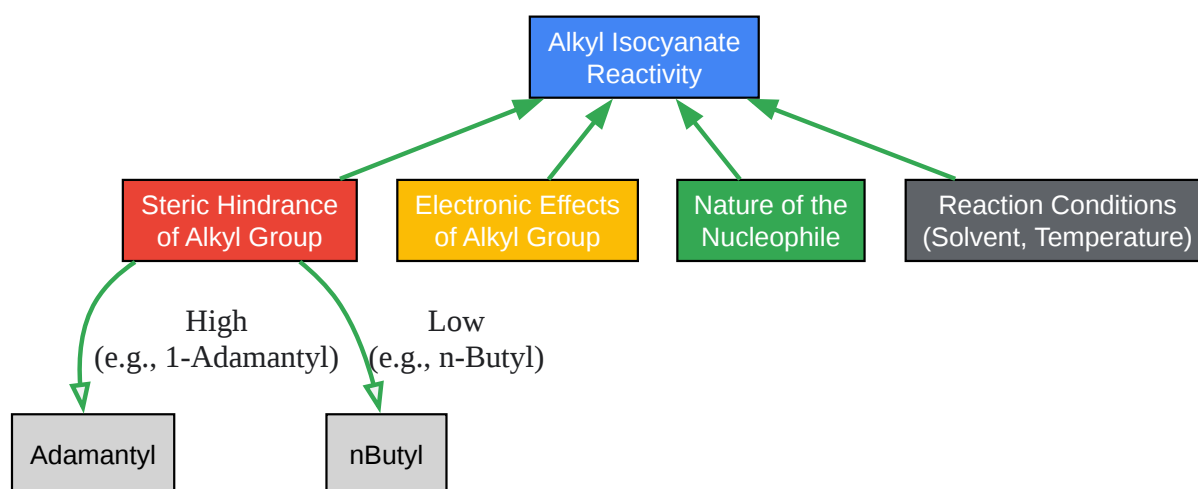 Alkyl Isocyanate
Reactivity
Steric Hindrance
of Alkyl Group
Electronic Effects
of Alkyl Group
Nature of the
Nucleophile
Reaction Conditions
(Solvent, Temperature)
High
(e.g., 1-Adamantyl)
Low
(e.g., n-Butyl)
Adamantyl
nButyl